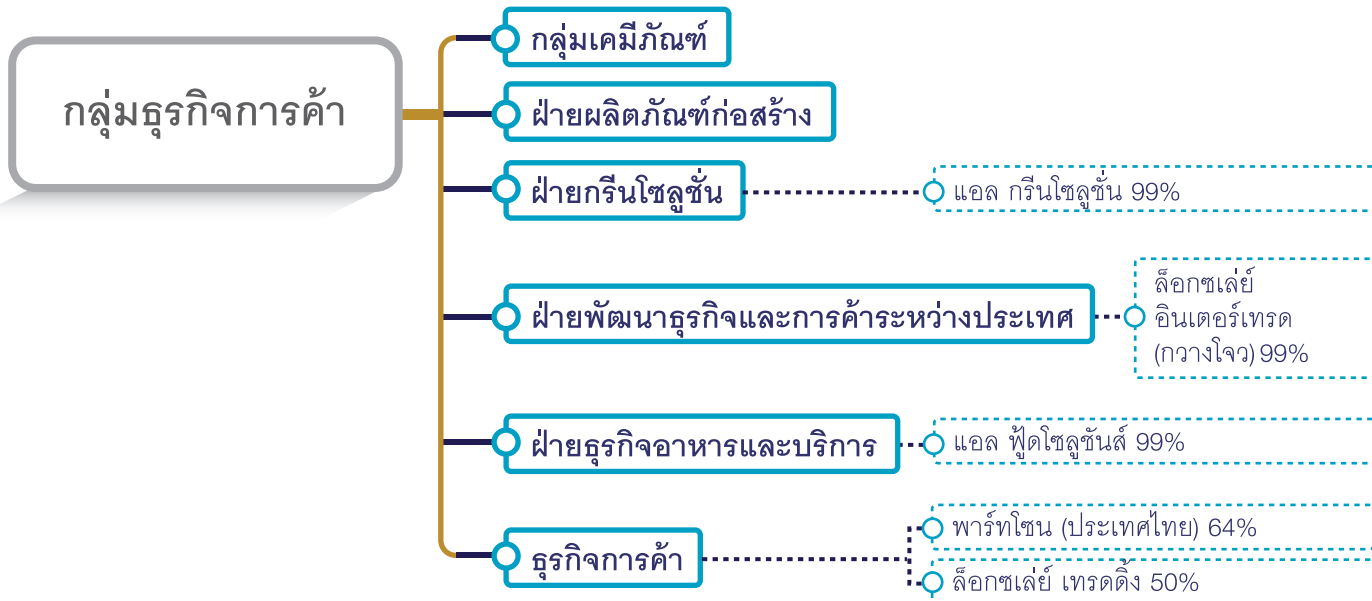 กลุ่มธุรกิจการค้า
กลุ่มเคมีภัณฑ์
ฝ่ายผลิตภัณฑ์ก่อสร้าง
ฝ่ายกรีนโซลูชั่น
แอล กรีนโซลูชั่น 99%
ฝ่ายพัฒนาธุรกิจและการค้าระหว่างประเทศ
ล็อกซเล่ย์
อินเตอร์เทรด
(กวางโจว) 99%
ฝ่ายธุรกิจอาหารและบริการ
แอล ฟู้ดโซลูชันส์ 99%
ธุรกิจการค้า
พาร์ทโซน (ประเทศไทย) 64%
ล็อกซเล่ย์ เทรดดิ้ง 50%